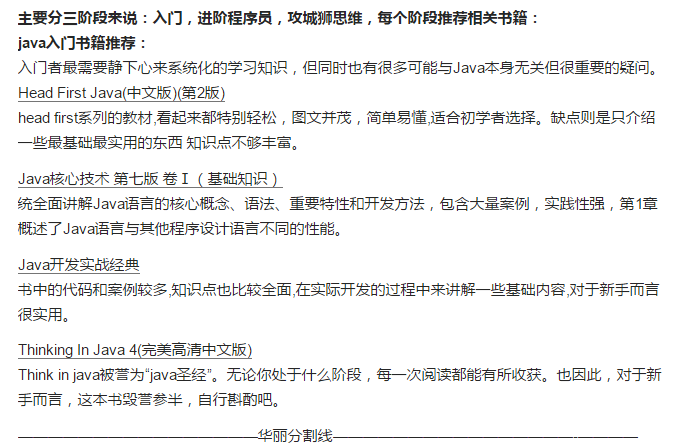 主要分三阶段来说：入门，进阶程序员，攻城狮思维，每个阶段推荐相关书籍：
java入门书籍推荐：
入门者最需要静下心来系统化的学习知识，但同时也有很多可能与Java本身无关但很重要的疑问。
Head First Java(中文版)(第2版)
head first系列的教材,看起来都特别轻松，图文并茂，简单易懂,适合初学者选择。缺点则是只介绍
一些最基础最实用的东西 知识点不够丰富。
Java核心技术 第七版 卷Ⅰ（基础知识）
统全面讲解Java语言的核心概念、语法、重要特性和开发方法，包含大量案例，实践性强，第1章
概述了Java语言与其他程序设计语言不同的性能。
Java开发实战经典
书中的代码和案例较多,知识点也比较全面,在实际开发的过程中来讲解一些基础内容,对于新手而言
很实用。
Thinking In Java 4(完美高清中文版)
Think in java被誉为“java圣经”。无论你处于什么阶段，每一次阅读都能有所收获。也因此，对于新
手而言，这本书毁誉参半，自行斟酌吧。
————————————————华丽分割线————————————————————